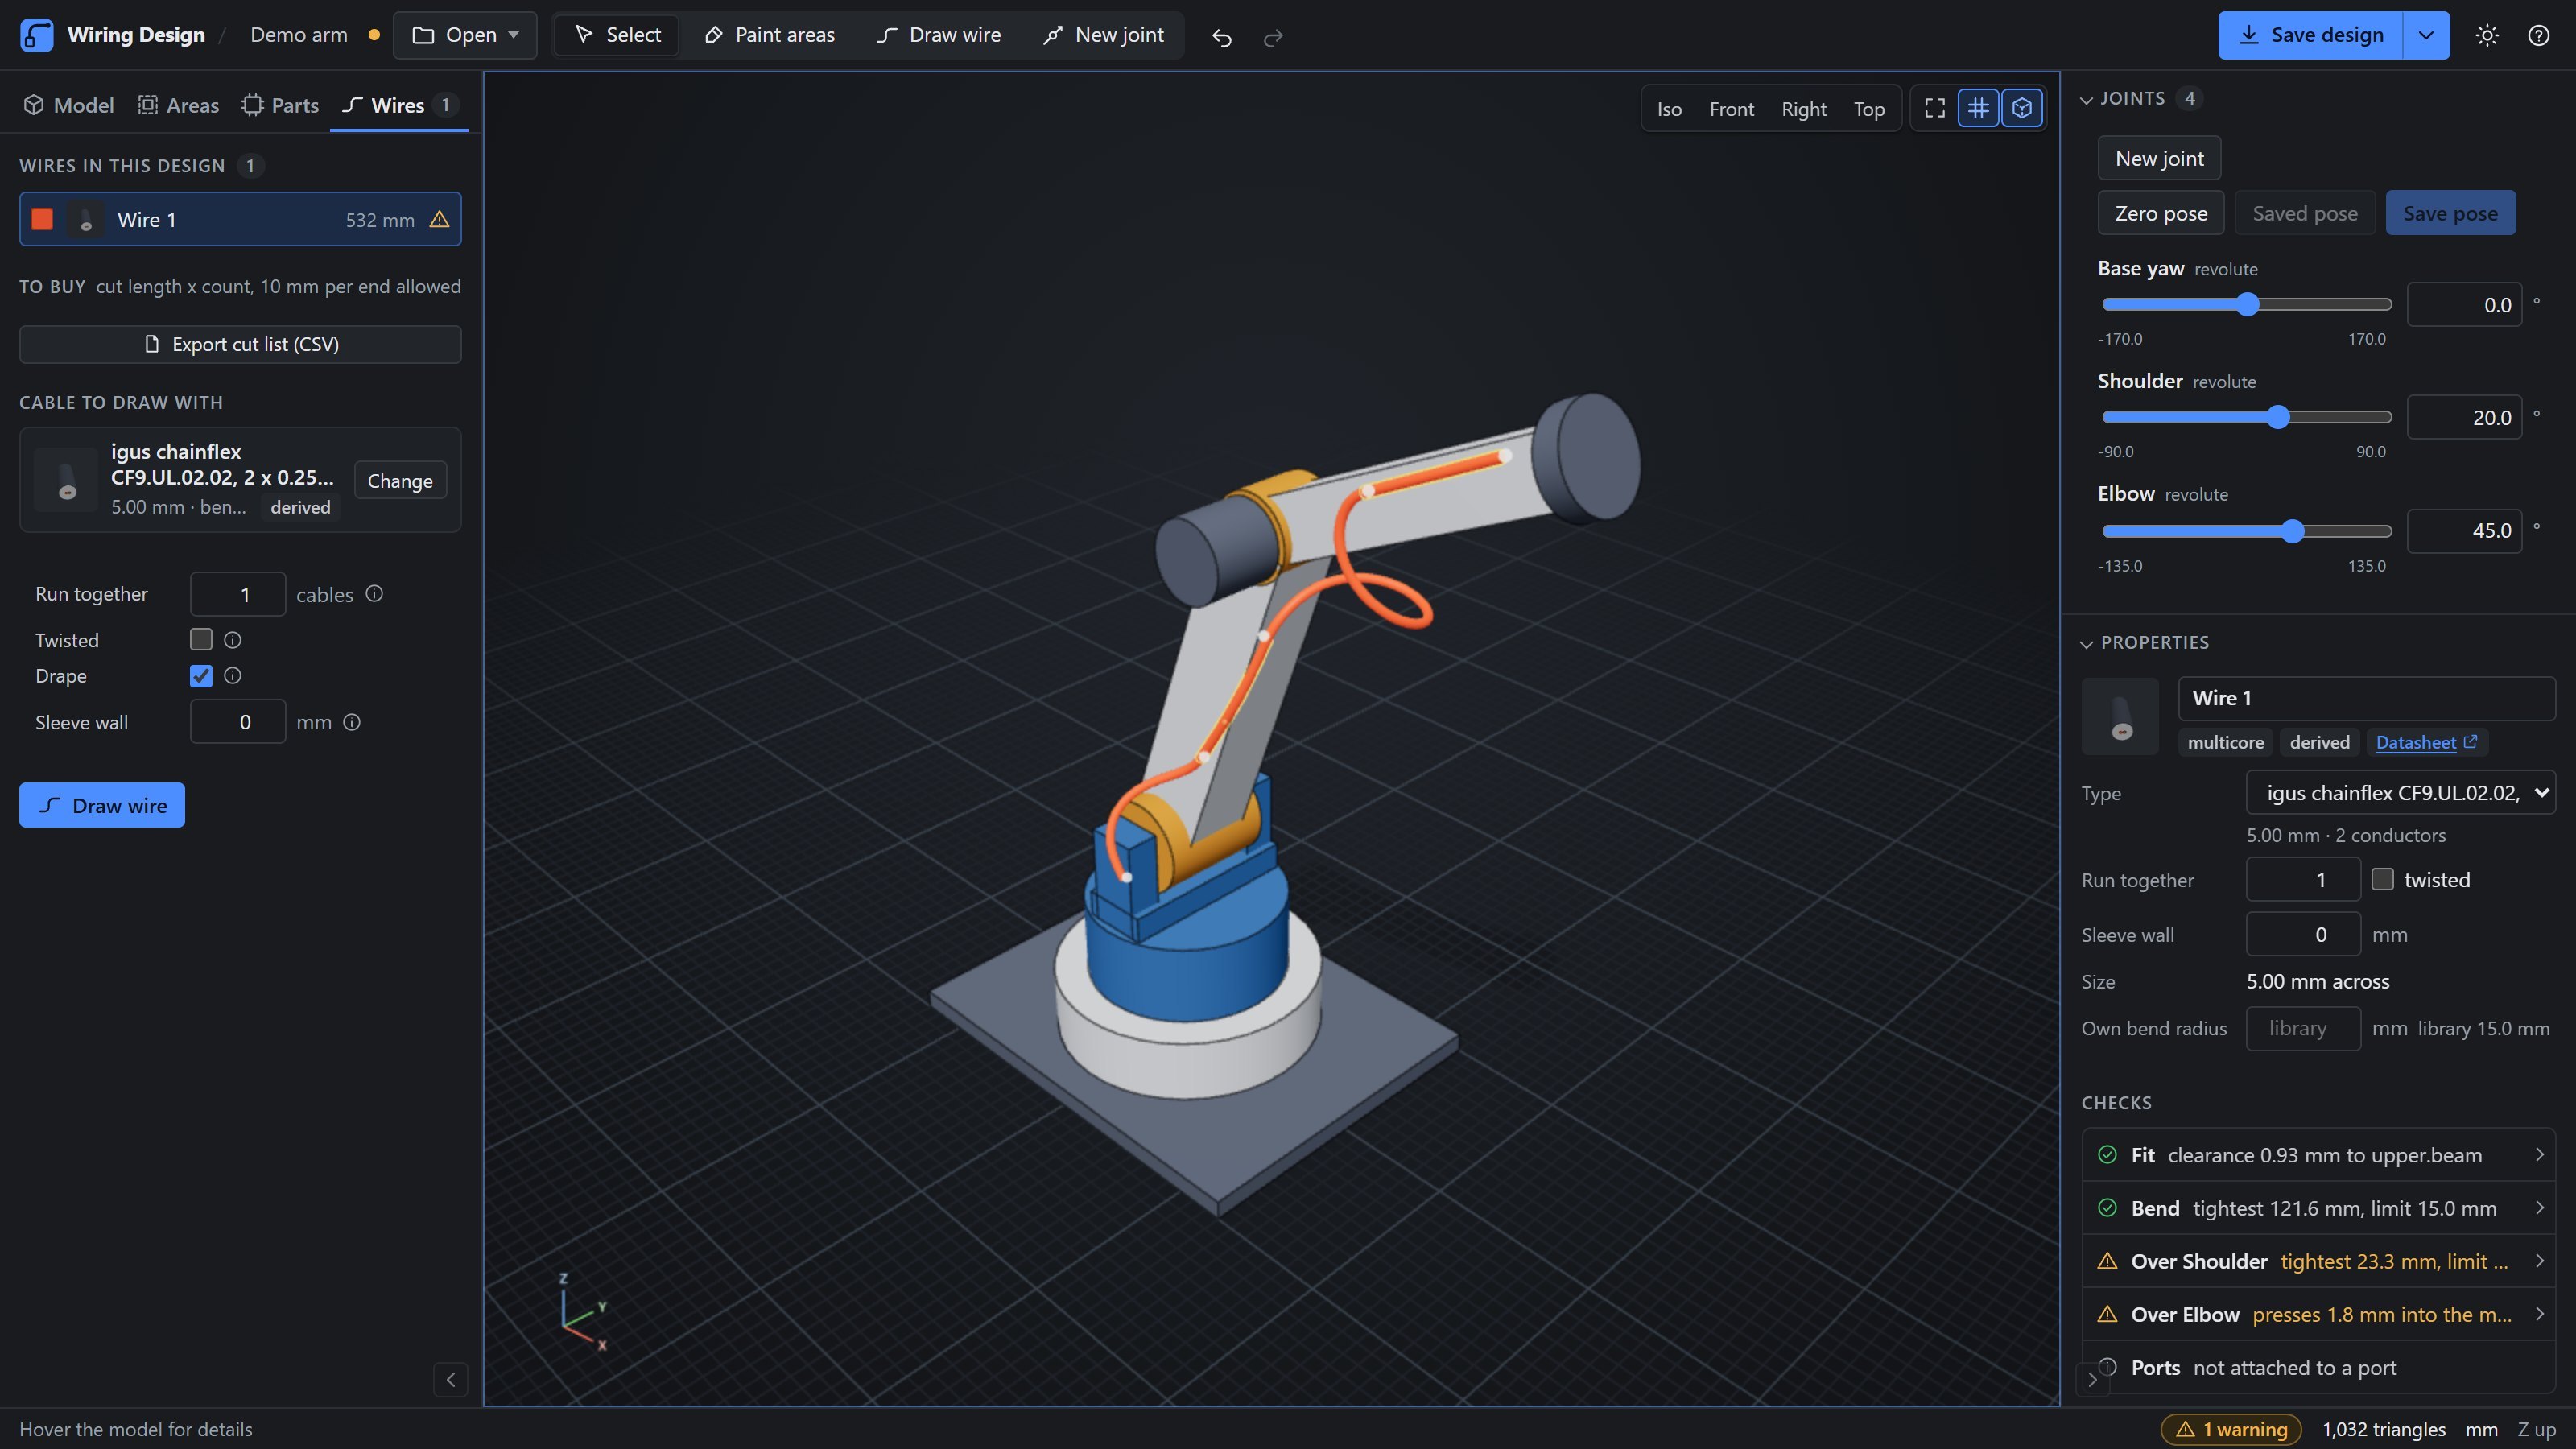 Wiring Design / Demo arm Open Select Paint areas Draw wire New joint Save design
Model Areas Parts Wires 1
WIRES IN THIS DESIGN 1
Wire 1 532 mm
TO BUY cut length x count, 10 mm per end allowed
Export cut list (CSV)
CABLE TO DRAW WITH
igus chainflex
CF9.UL.02.02, 2 x 0.25...
5.00 mm · ben... derived
Change
Run together 1 cables
Twisted
Drape
Sleeve wall 0 mm
Draw wire
Iso Front Right Top
Z
Y
X
JOINTS 4
New joint
Zero pose Saved pose Save pose
Base yaw revolute
0.0 °
-170.0 170.0
Shoulder revolute
20.0 °
-90.0 90.0
Elbow revolute
45.0 °
-135.0 135.0
PROPERTIES
Wire 1
multicore derived Datasheet
Type igus chainflex CF9.UL.02.02,
5.00 mm · 2 conductors
Run together 1 twisted
Sleeve wall 0 mm
Size 5.00 mm across
Own bend radius library mm library 15.0 mm
CHECKS
Fit clearance 0.93 mm to upper.beam
Bend tightest 121.6 mm, limit 15.0 mm
Over Shoulder tightest 23.3 mm, limit ...
Over Elbow presses 1.8 mm into the m...
Ports not attached to a port
Hover the model for details
1 warning 1,032 triangles mm Z up